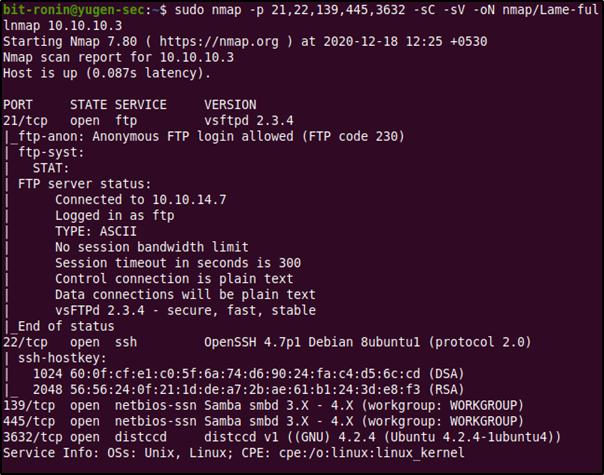 bit-ronin@yugen-sec:~$ sudo nmap -p 21,22,139,445,3632 -sC -sV -oN nmap/Lame-ful
lnmap 10.10.10.3
Starting Nmap 7.80 ( https://nmap.org ) at 2020-12-18 12:25 +0530
Nmap scan report for 10.10.10.3
Host is up (0.087s latency).

PORT     STATE SERVICE     VERSION
21/tcp   open  ftp         vsftpd 2.3.4
|_ftp-anon: Anonymous FTP login allowed (FTP code 230)
| ftp-syst:
|   STAT:
| FTP server status:
|      Connected to 10.10.14.7
|      Logged in as ftp
|      TYPE: ASCII
|      No session bandwidth limit
|      Session timeout in seconds is 300
|      Control connection is plain text
|      Data connections will be plain text
|      vsFTPd 2.3.4 - secure, fast, stable
|_End of status
22/tcp   open  ssh         OpenSSH 4.7p1 Debian 8ubuntu1 (protocol 2.0)
| ssh-hostkey:
|   1024 60:0f:cf:e1:c0:5f:6a:74:d6:90:24:fa:c4:d5:6c:cd (DSA)
|_  2048 56:56:24:0f:21:1d:de:a7:2b:ae:61:b1:24:3d:e8:f3 (RSA)
139/tcp  open  netbios-ssn Samba smbd 3.X - 4.X (workgroup: WORKGROUP)
445/tcp  open  netbios-ssn Samba smbd 3.X - 4.X (workgroup: WORKGROUP)
3632/tcp open  distccd     distccd v1 ((GNU) 4.2.4 (Ubuntu 4.2.4-1ubuntu4))
Service Info: OSs: Unix, Linux; CPE: cpe:/o:linux:linux_kernel